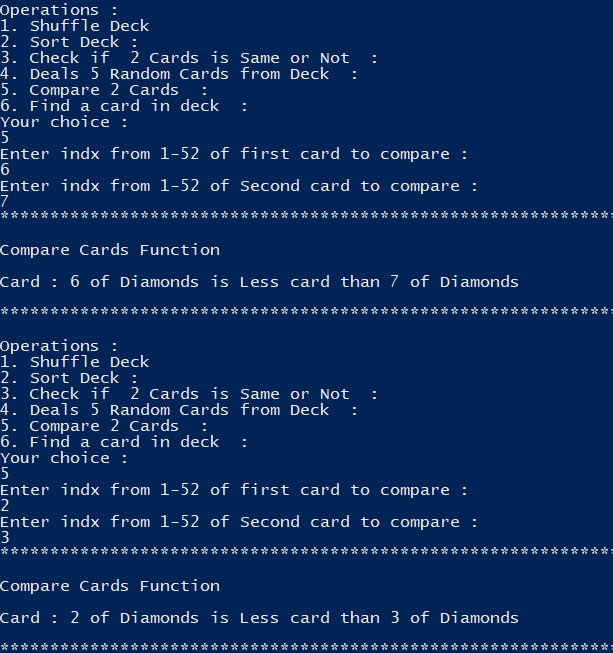 Operations :
1. Shuffle Deck
2. Sort Deck :
3. Check if  2 Cards is Same or Not  :
4. Deals 5 Random Cards from Deck  :
5. Compare 2 Cards  :
6. Find a card in deck  :
Your choice :
5
Enter indx from 1-52 of first card to compare :
6
Enter indx from 1-52 of Second card to compare :
7
*************************************************************
Compare Cards Function
Card : 6 of Diamonds is Less card than 7 of Diamonds
*************************************************************
Operations :
1. Shuffle Deck
2. Sort Deck :
3. Check if  2 Cards is Same or Not  :
4. Deals 5 Random Cards from Deck  :
5. Compare 2 Cards  :
6. Find a card in deck  :
Your choice :
5
Enter indx from 1-52 of first card to compare :
2
Enter indx from 1-52 of Second card to compare :
3
*************************************************************
Compare Cards Function
Card : 2 of Diamonds is Less card than 3 of Diamonds
*************************************************************